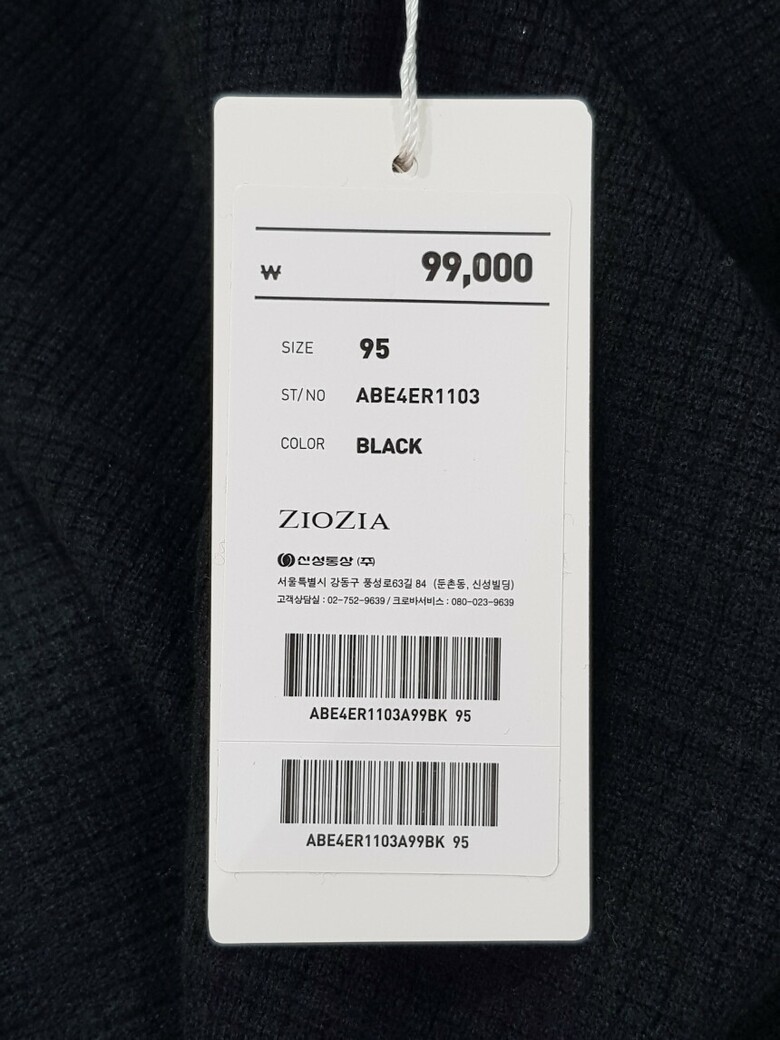 ₩ 99,000
SIZE 95
ST/NO ABE4ER1103
COLOR BLACK
ZIOZIA
신성통상 (주)
서울특별시 강동구 풍성로63길 84 (둔촌동, 신성빌딩)
고객상담실 : 02-752-9639 / 크로바서비스 : 080-023-9639
ABE4ER1103A99BK 95
ABE4ER1103A99BK 95